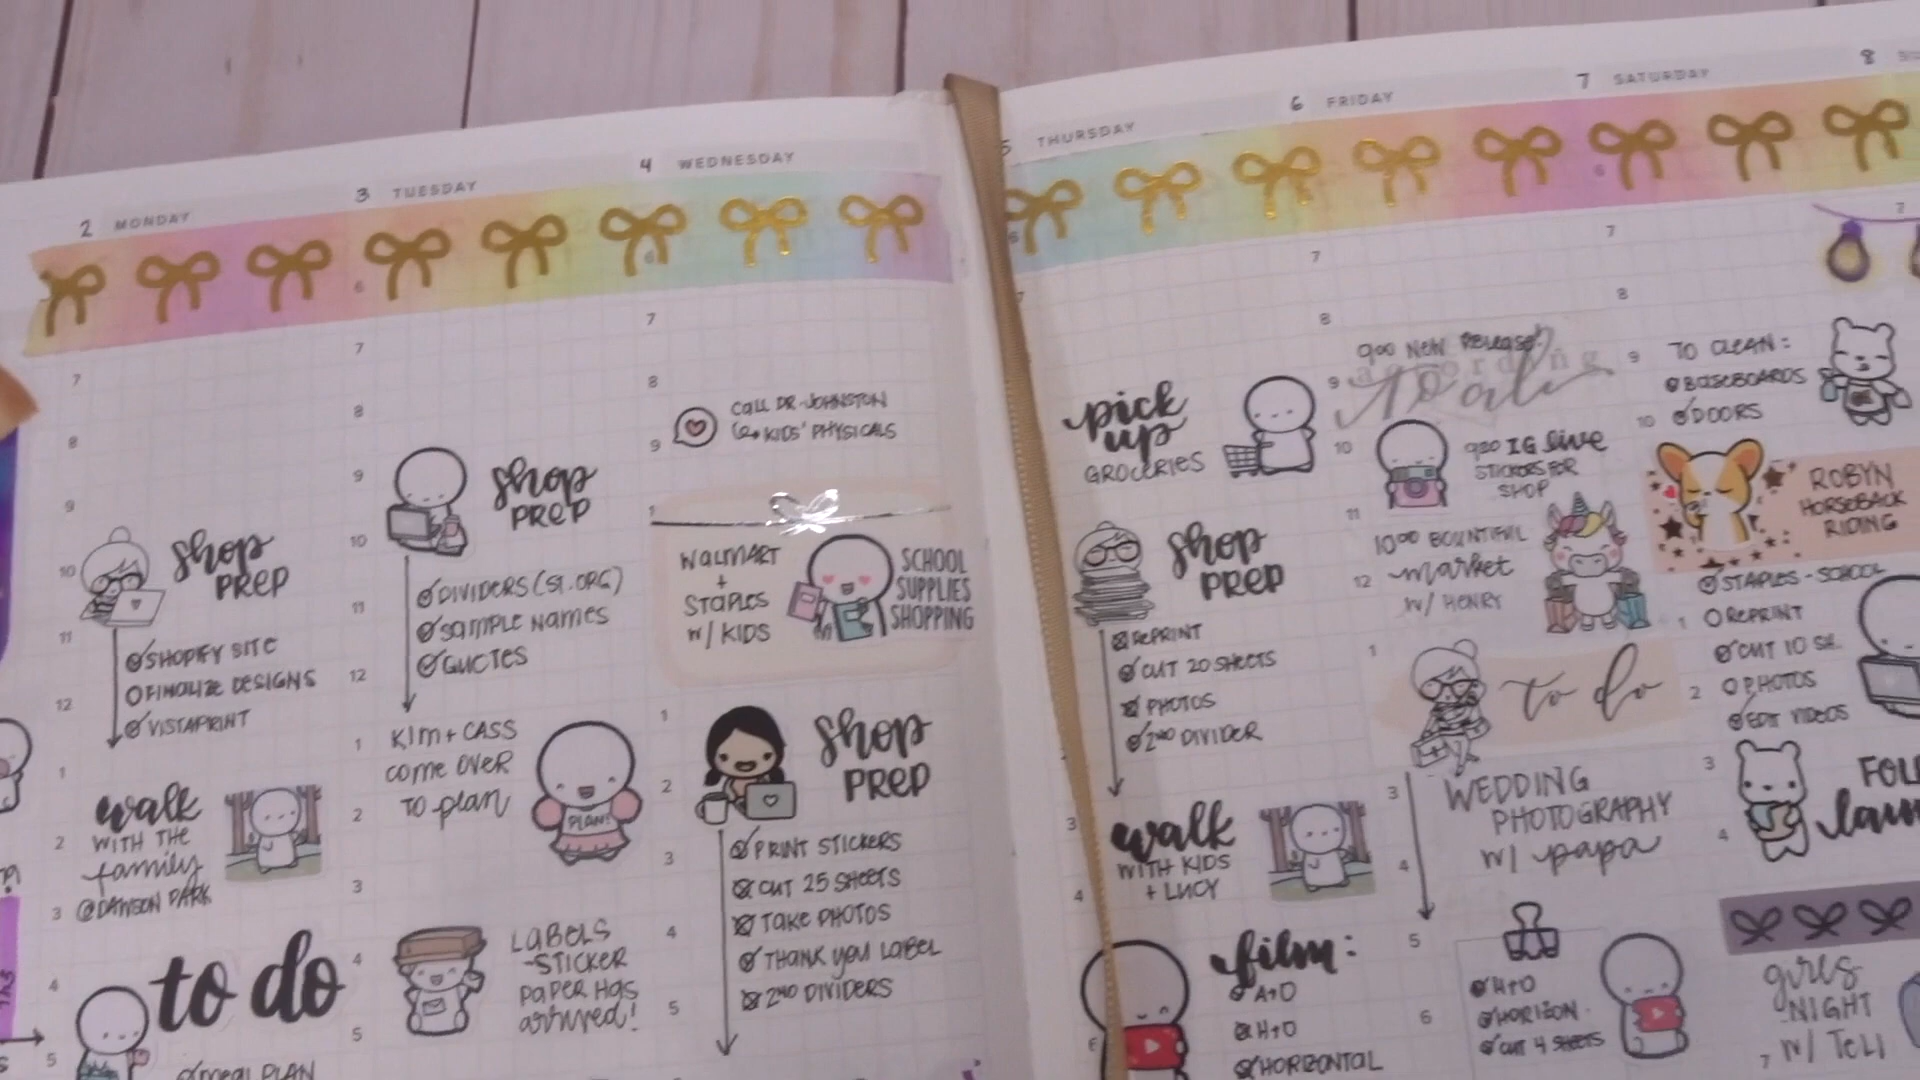 2 MONDAY
shop
PREP
SHOPIFY SITE
FINALIZE DESIGNS
VISTAPRINT
walk
WITH THE
family
@DAWSON PARK
to do
meal PLAN
3 TUESDAY
shop
PREP
DIVIDERS (ST. ORG)
SAMPLE NAMES
QUOTES
KIM + CASS
come OVER
TO plan
PLAN!
LABELS
-STICKER
PAPER HAS
arrived!
4 WEDNESDAY
CALL DR. JOHNSTON
KIDS' PHYSICALS
WALMART
+
STAPLES
W/ KIDS
SCHOOL
SUPPLIES
SHOPPING
shop
PREP
PRINT STICKERS
CUT 25 SHEETS
TAKE PHOTOS
THANK YOU LABEL
2ND DIVIDERS
5 THURSDAY
pick
up
GROCERIES
shop
PREP
REPRINT
CUT 20 SHEETS
PHOTOS
2ND DIVIDER
walk
WITH KIDS
+ LUCY
film:
A+O
H+O
HORIZONTAL
6 FRIDAY
900 NEW RELEASE!
930 IG live
STICKERS FOR
SHOP
1000 BOUNTIFUL
market
W/ HENRY
to do
WEDDING
PHOTOGRAPHY
W/ papa
H+O
HORIZON.
CUT 4 SHEETS
7 SATURDAY
TO CLEAN:
BASEBOARDS
DOORS
ROBYN
HORSEBACK
RIDING
STAPLES - SCHOOL
REPRINT
CUT 10 SH.
PHOTOS
EDIT VIDEOS
girls
NIGHT
W/ TELI
8